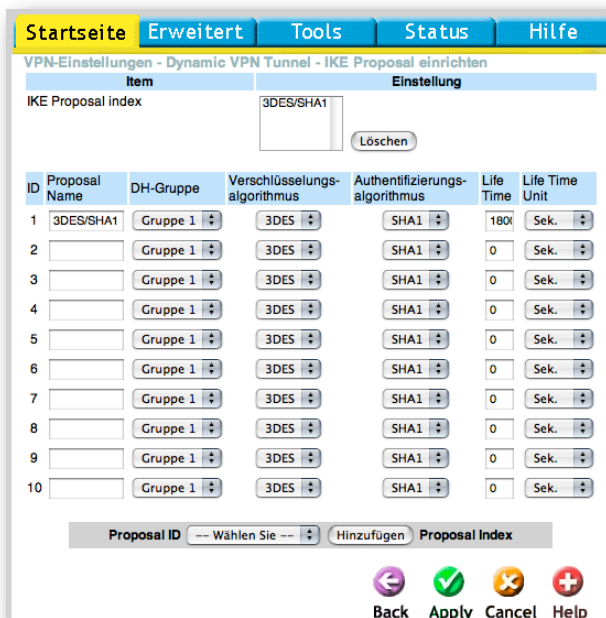 Startseite Erweitert Tools Status Hilfe
VPN-Einstellungen - Dynamic VPN Tunnel - IKE Proposal einrichten
Item Einstellung
IKE Proposal index 3DES/SHA1
Löschen
ID Proposal Name DH-Gruppe Verschlüsselungs-algorithmus Authentifizierungs-algorithmus Life Time Life Time Unit
1 3DES/SHA1 Gruppe 1 3DES SHA1 1800 Sek.
2 Gruppe 1 3DES SHA1 0 Sek.
3 Gruppe 1 3DES SHA1 0 Sek.
4 Gruppe 1 3DES SHA1 0 Sek.
5 Gruppe 1 3DES SHA1 0 Sek.
6 Gruppe 1 3DES SHA1 0 Sek.
7 Gruppe 1 3DES SHA1 0 Sek.
8 Gruppe 1 3DES SHA1 0 Sek.
9 Gruppe 1 3DES SHA1 0 Sek.
10 Gruppe 1 3DES SHA1 0 Sek.
Proposal ID -- Wählen Sie -- Hinzufügen Proposal Index
Back Apply Cancel Help